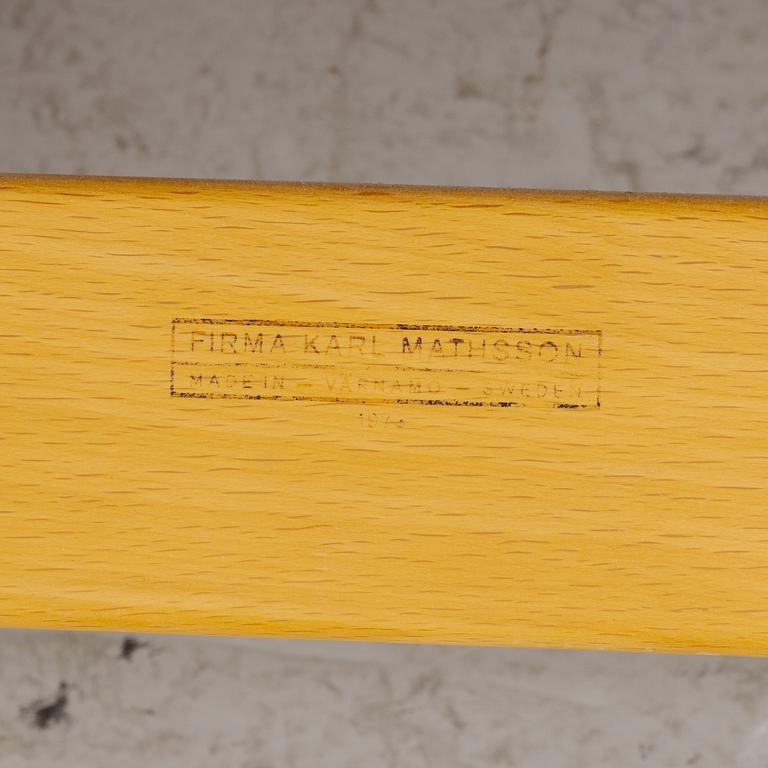 FIRMA KARL MATHSSON
MADE IN – VÄRNAMO – SWEDEN